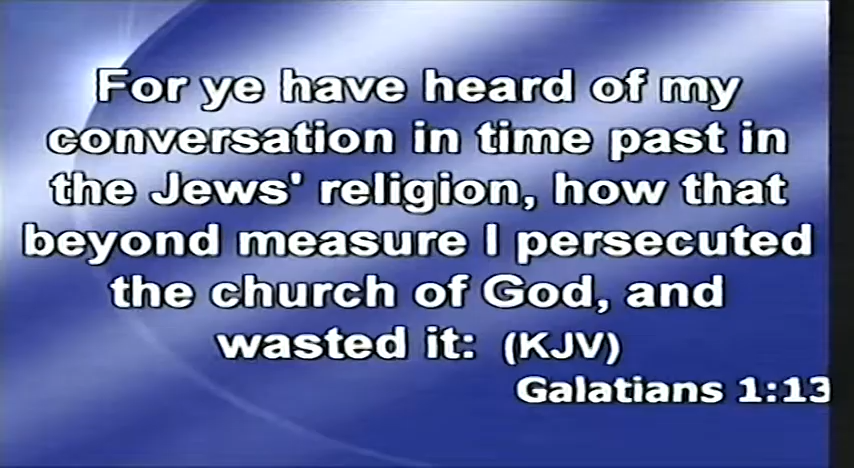 For ye have heard of my
conversation in time past in
the Jews' religion, how that
beyond measure I persecuted
the church of God, and
wasted it: (KJV)
Galatians 1:13